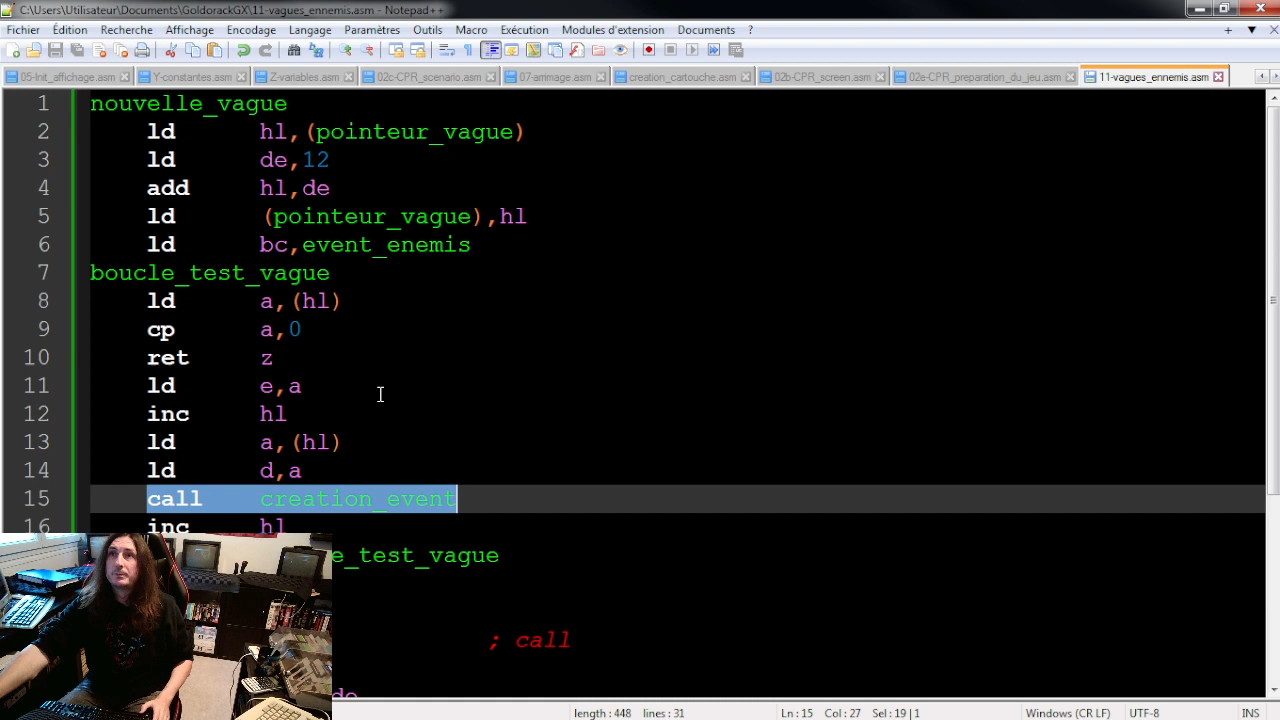 C:\Users\Utilisateur\Documents\GoldorackGX\11-vagues_ennemis.asm - Notepad++
Fichier Édition Recherche Affichage Encodage Langage Paramètres Outils Macro Exécution Modules d'extension Documents ?
05-Init_affichage.asm Y-constantes.asm Z-variables.asm 02c-CPR_scenario.asm 07-arrimage.asm creation_cartouche.asm 02b-CPR_screens.asm 02e-CPR_preparation_du_jeu.asm 11-vagues_ennemis.asm
1 nouvelle_vague
2 ld hl,(pointeur_vague)
3 ld de,12
4 add hl,de
5 ld (pointeur_vague),hl
6 ld bc,event_enemis
7 boucle_test_vague
8 ld a,(hl)
9 cp a,0
10 ret z
11 ld e,a
12 inc hl
13 ld a,(hl)
14 ld d,a
15 call creation_event
16 inc hl
e_test_vague
; call
de
length : 448 lines : 31 Ln : 15 Col : 27 Sel : 19 | 1 Windows (CR LF) UTF-8 INS